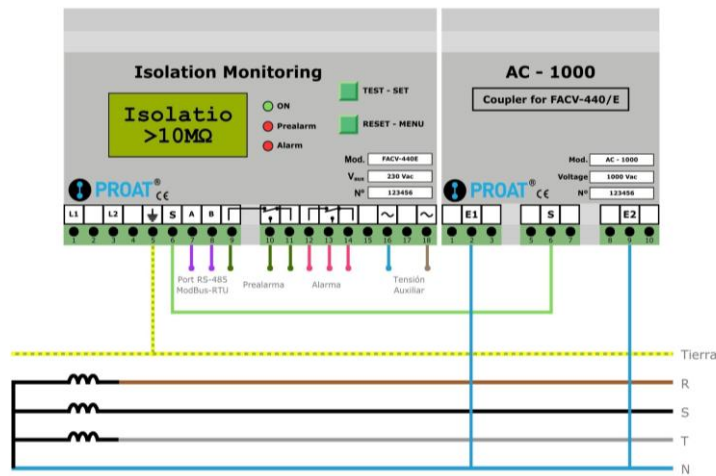 Isolation Monitoring
Isolatio
>10MΩ
ON
Prealarm
Alarm
TEST - SET
RESET - MENU
Mod. FACV-440E
Vaux 230 Vac
Nº 123456
PROAT® CE
L1 L2 S A B
1 2 3 4 5 6 7 8 9 10 11 12 13 14 15 16 17 18
Port RS-485
ModBus-RTU
Prealarma
Alarma
Tensión
Auxiliar
AC - 1000
Coupler for FACV-440/E
Mod. AC - 1000
Voltage 1000 Vac
Nº 123456
PROAT® CE
E1 S E2
1 2 3 5 6 7 8 9 10
Tierra
R
S
T
N